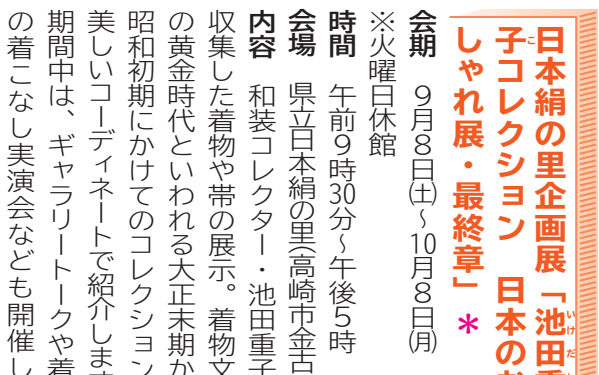 日本絹の里企画展「池田重
子コレクション　日本のお
しゃれ展・最終章」＊
会期　９月８日㈯～10月８日㈪
※火曜日休館
時間　午前９時30分～午後５時
会場　県立日本絹の里（高崎市金古
内容　和装コレクター・池田重子
収集した着物や帯の展示。着物文
の黄金時代といわれる大正末期か
昭和初期にかけてのコレクション
美しいコーディネートで紹介します
期間中は、ギャラリートークや着
の着こなし実演会なども開催し